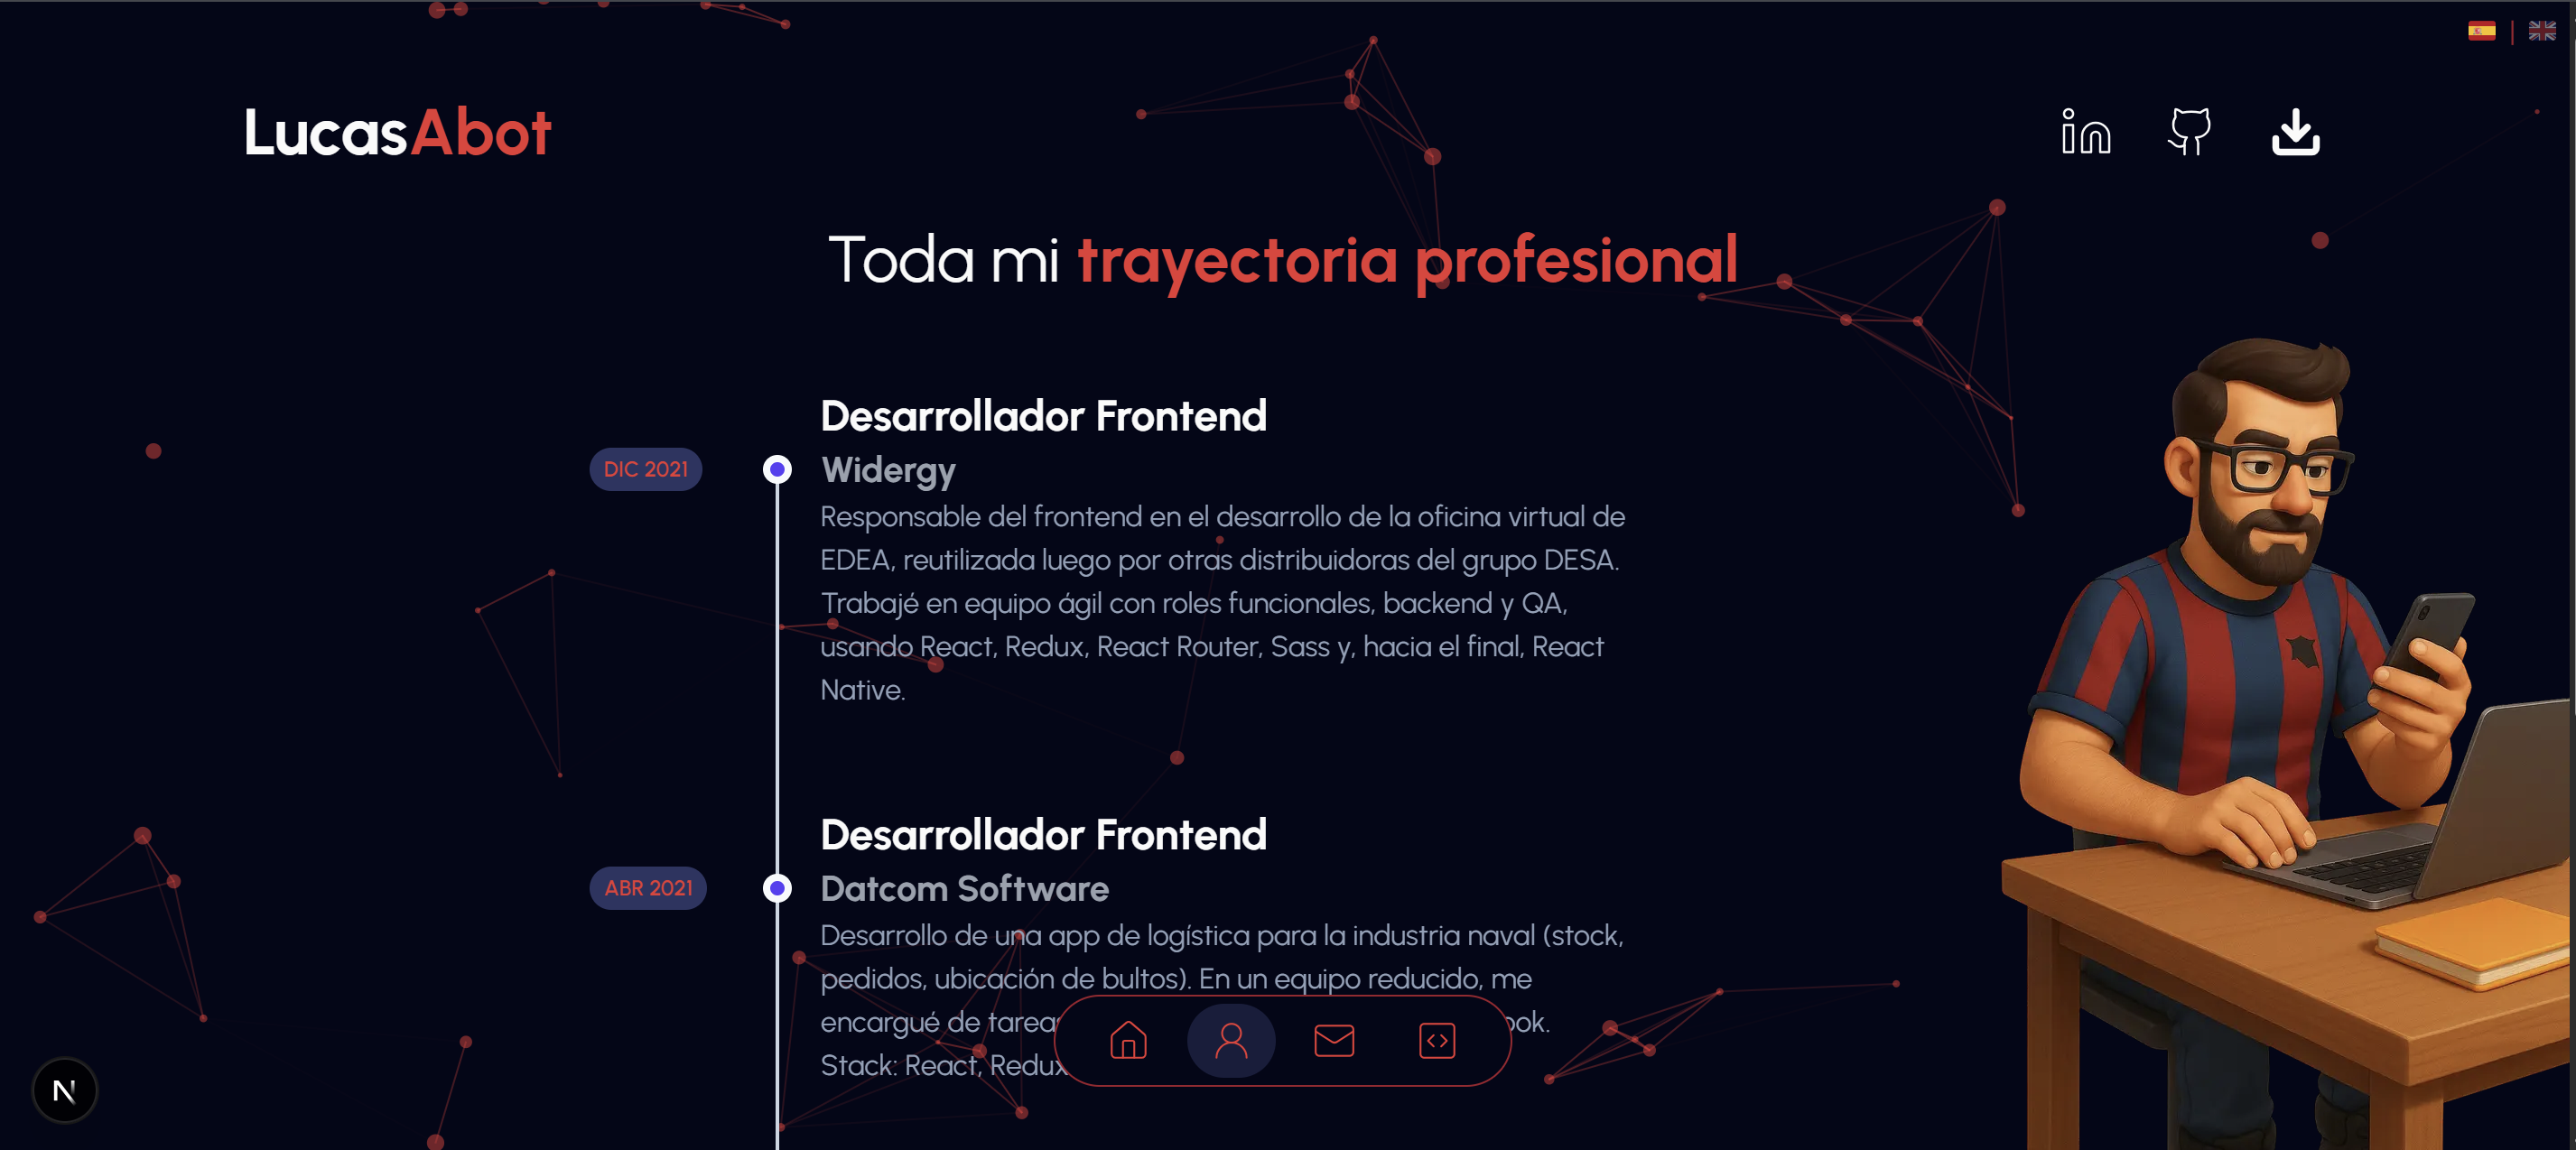 LucasAbot
Toda mi trayectoria profesional
Desarrollador Frontend
DIC 2021
Widergy
Responsable del frontend en el desarrollo de la oficina virtual de
EDEA, reutilizada luego por otras distribuidoras del grupo DESA.
Trabajé en equipo ágil con roles funcionales, backend y QA,
usando React, Redux, React Router, Sass y, hacia el final, React
Native.
Desarrollador Frontend
ABR 2021
Datcom Software
Desarrollo de una app de logística para la industria naval (stock,
pedidos, ubicación de bultos). En un equipo reducido, me
encargué de tareas
Stack: React, Redux
N